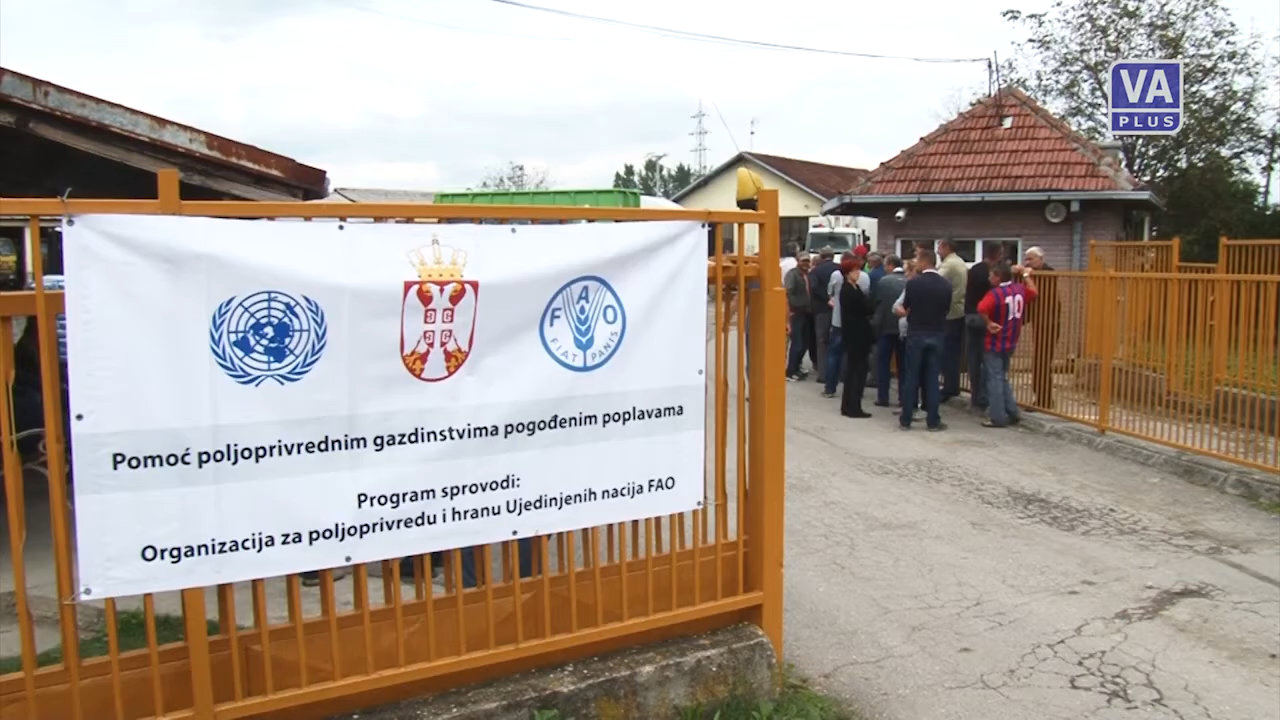 VA
PLUS
F A O
FIAT PANIS
Pomoć poljoprivrednim gazdinstvima pogođenim poplavama
Program sprovodi:
Organizacija za poljoprivredu i hranu Ujedinjenih nacija FAO
10